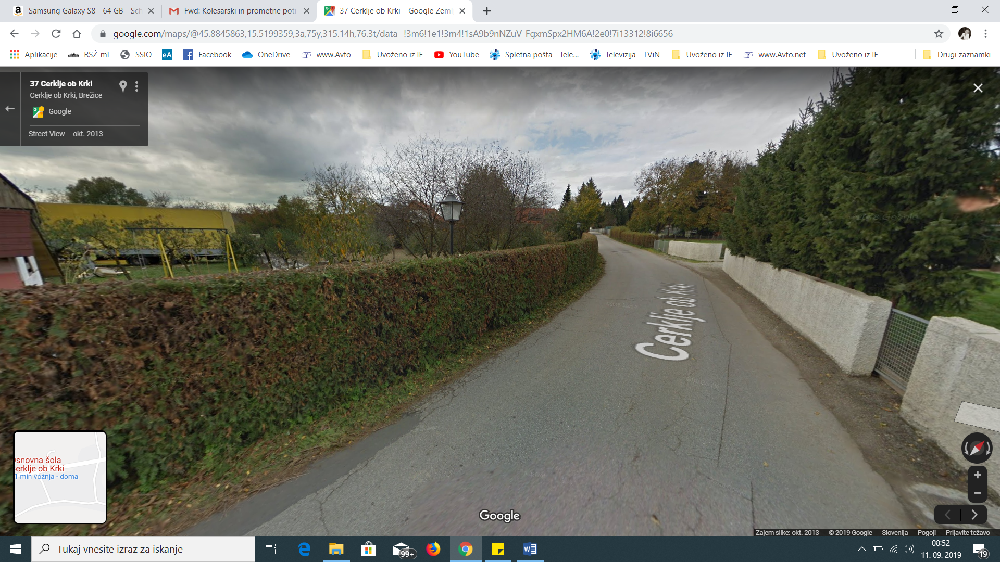 Samsung Galaxy S8 - 64 GB - Sch
Fwd: Kolesarski in prometne poti
37 Cerklje ob Krki – Google Zeml
google.com/maps/@45.8845863,15.5199359,3a,75y,315.14h,76.3t/data=!3m6!1e1!3m4!1sA9b9nNZuV-FgxmSpx2HM6A!2e0!7i13312!8i6656
Aplikacije RSŽ-ml SSIO eA Facebook OneDrive www.Avto Uvoženo iz IE YouTube Spletna pošta - Tele... Televizija - TViN Uvoženo iz IE www.Avto.net Uvoženo iz IE Drugi zaznamki
37 Cerklje ob Krki
Cerklje ob Krki, Brežice
Google
Street View – okt. 2013
Cerklje ob Krki
Osnovna šola
Cerklje ob Krki
1 min vožnja - doma
Google
Zajem slike: okt. 2013 © 2019 Google Slovenija Pogoji Prijavite težavo
Tukaj vnesite izraz za iskanje
99+
08:52
11. 09. 2019
19